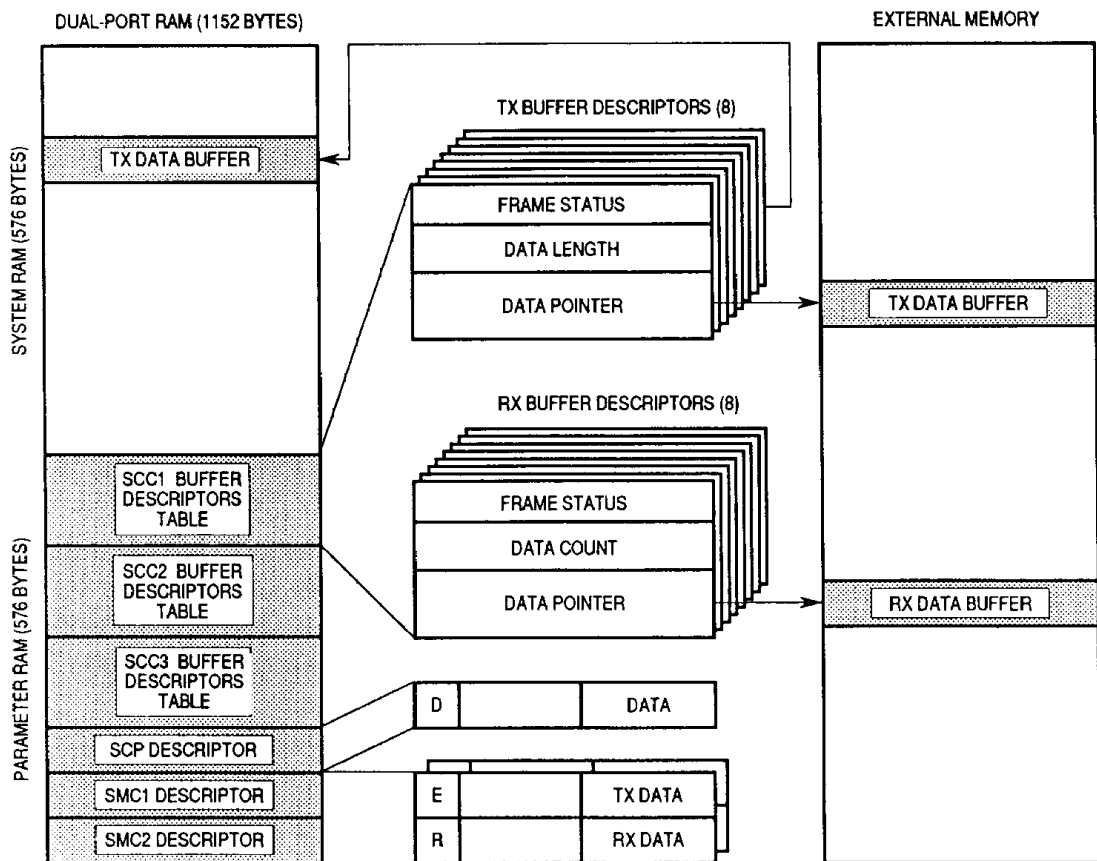 DUAL-PORT RAM (1152 BYTES)
EXTERNAL MEMORY
SYSTEM RAM (576 BYTES)
PARAMETER RAM (576 BYTES)
TX DATA BUFFER
SCC1 BUFFER
DESCRIPTORS
TABLE
SCC2 BUFFER
DESCRIPTORS
TABLE
SCC3 BUFFER
DESCRIPTORS
TABLE
SCP DESCRIPTOR
SMC1 DESCRIPTOR
SMC2 DESCRIPTOR
TX BUFFER DESCRIPTORS (8)
FRAME STATUS
DATA LENGTH
DATA POINTER
RX BUFFER DESCRIPTORS (8)
FRAME STATUS
DATA COUNT
DATA POINTER
D DATA
E TX DATA
R RX DATA
TX DATA BUFFER
RX DATA BUFFER